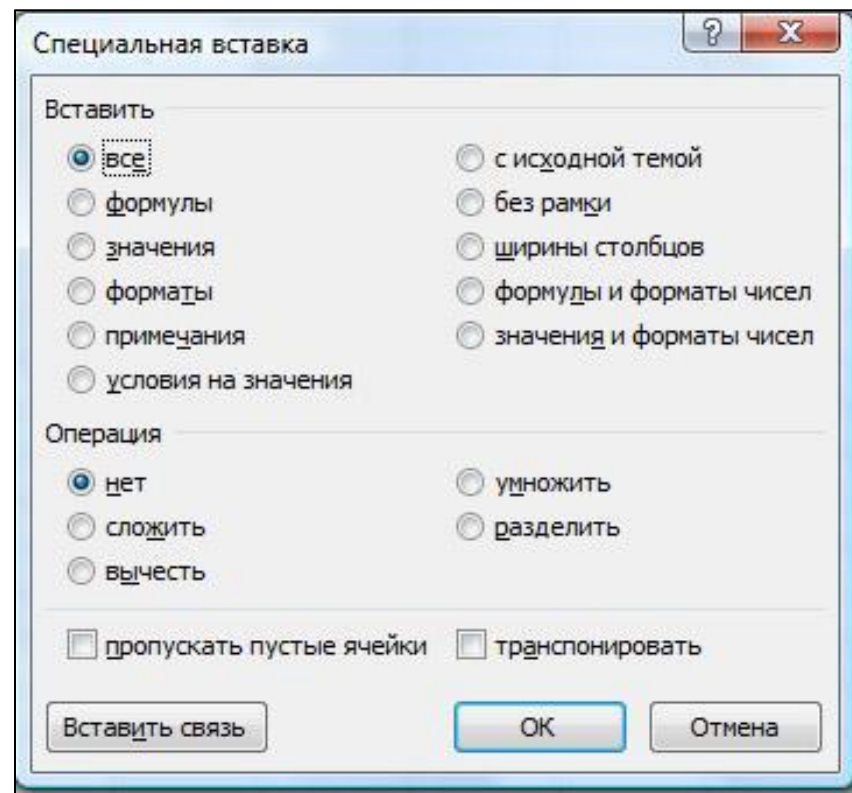 Специальная вставка
Вставить
все
с исходной темой
формулы
без рамки
значения
ширины столбцов
форматы
формулы и форматы чисел
примечания
значения и форматы чисел
условия на значения
Операция
нет
умножить
сложить
разделить
вычесть
пропускать пустые ячейки
транспонировать
Вставить связь
ОК
Отмена